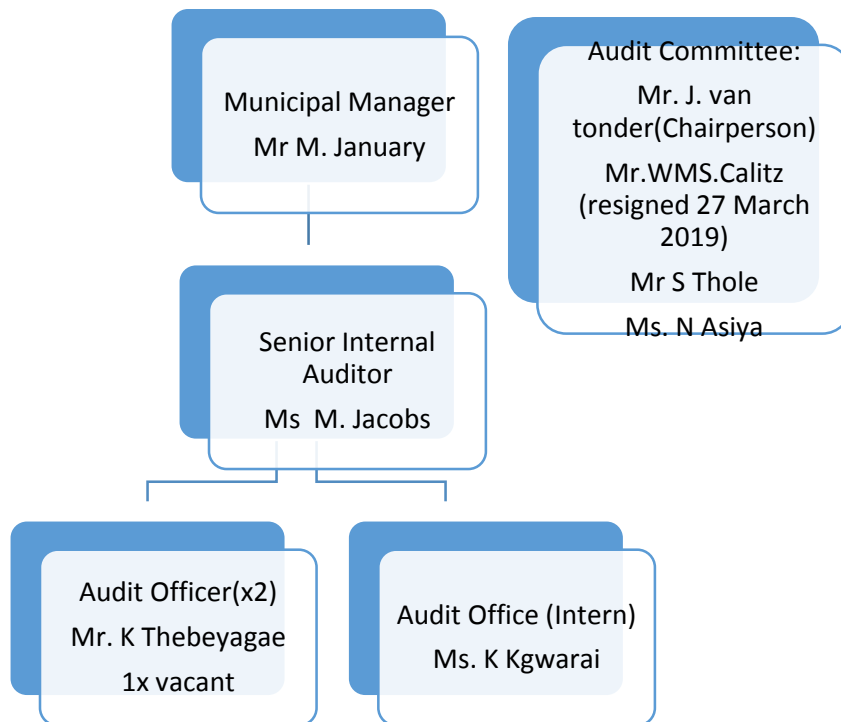 Municipal Manager
Mr M. January
Audit Committee:
Mr. J. van
tonder(Chairperson)
Mr.WMS.Calitz
(resigned 27 March
2019)
Mr S Thole
Ms. N Asiya
Senior Internal
Auditor
Ms M. Jacobs
Audit Officer(x2)
Mr. K Thebeyagae
1x vacant
Audit Office (Intern)
Ms. K Kgwarai